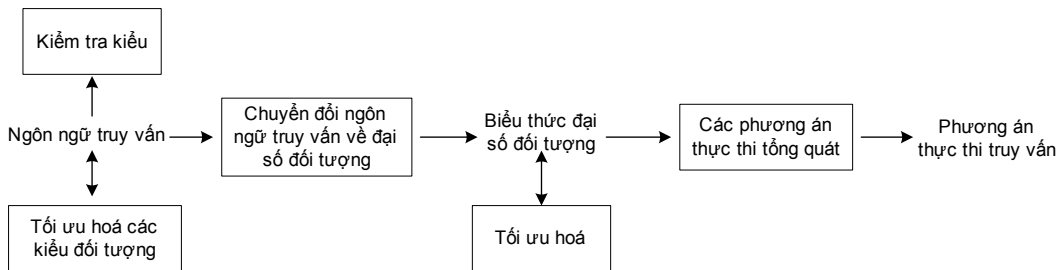 Kiểm tra kiểu
Ngôn ngữ truy vấn
Chuyển đổi ngôn
ngữ truy vấn về đại
số đối tượng
Biểu thức đại
số đối tượng
Các phương án
thực thi tổng quát
Phương án
thực thi truy vấn
Tối ưu hoá các
kiểu đối tượng
Tối ưu hoá